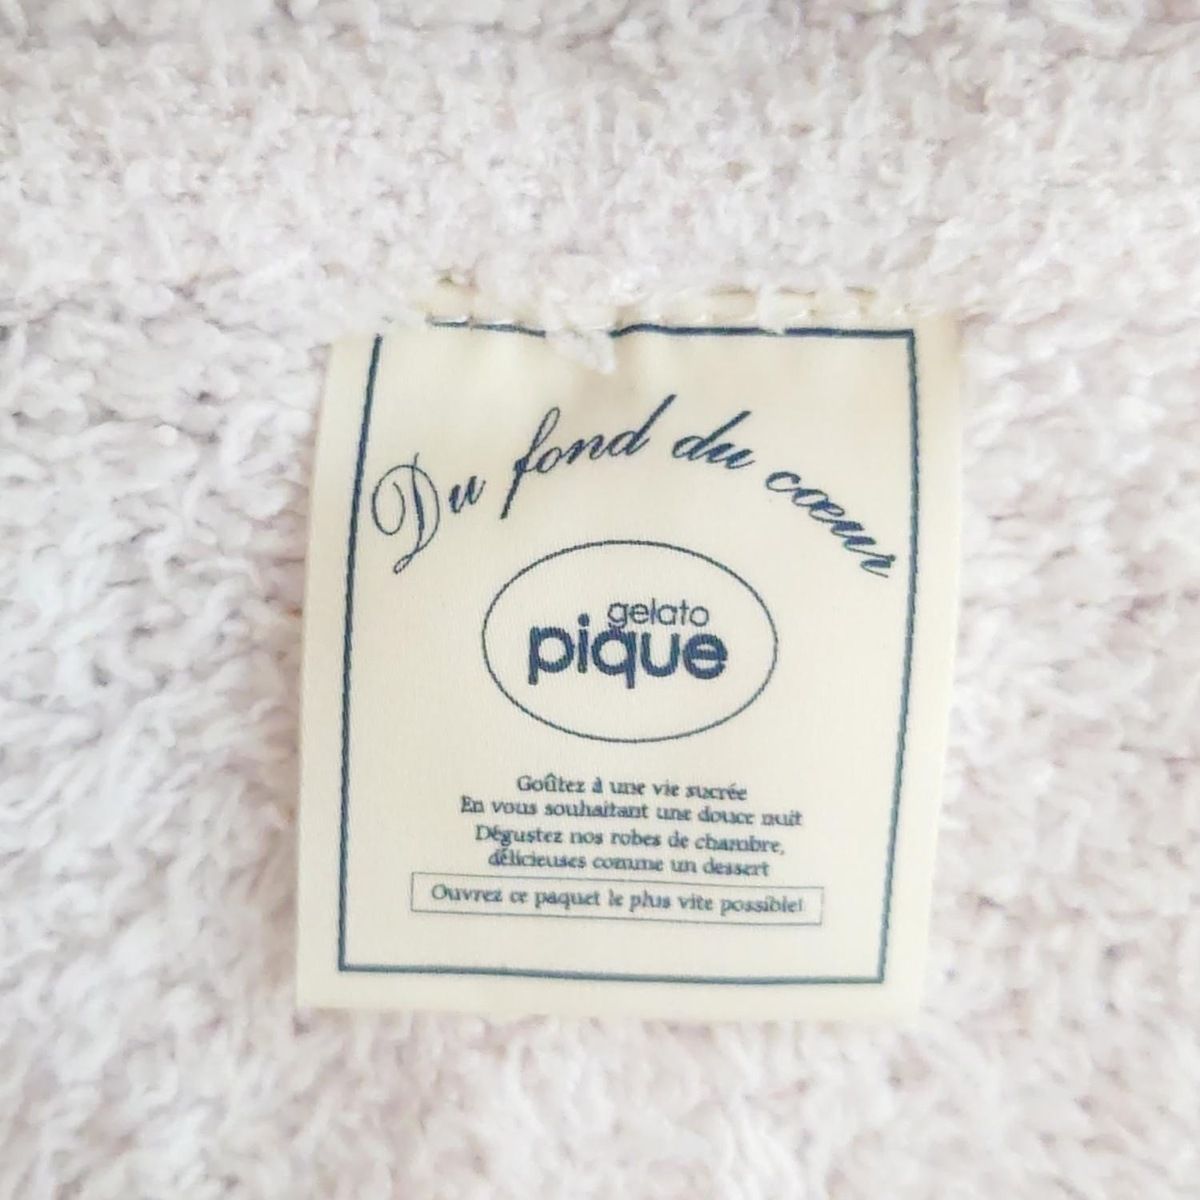 Du fond du cœur
gelato
pique
Goûtez à une vie sucrée
En vous souhaitant une douce nuit
Dégustez nos robes de chambre,
délicieuses comme un dessert
Ouvrez ce paquet le plus vite possible!